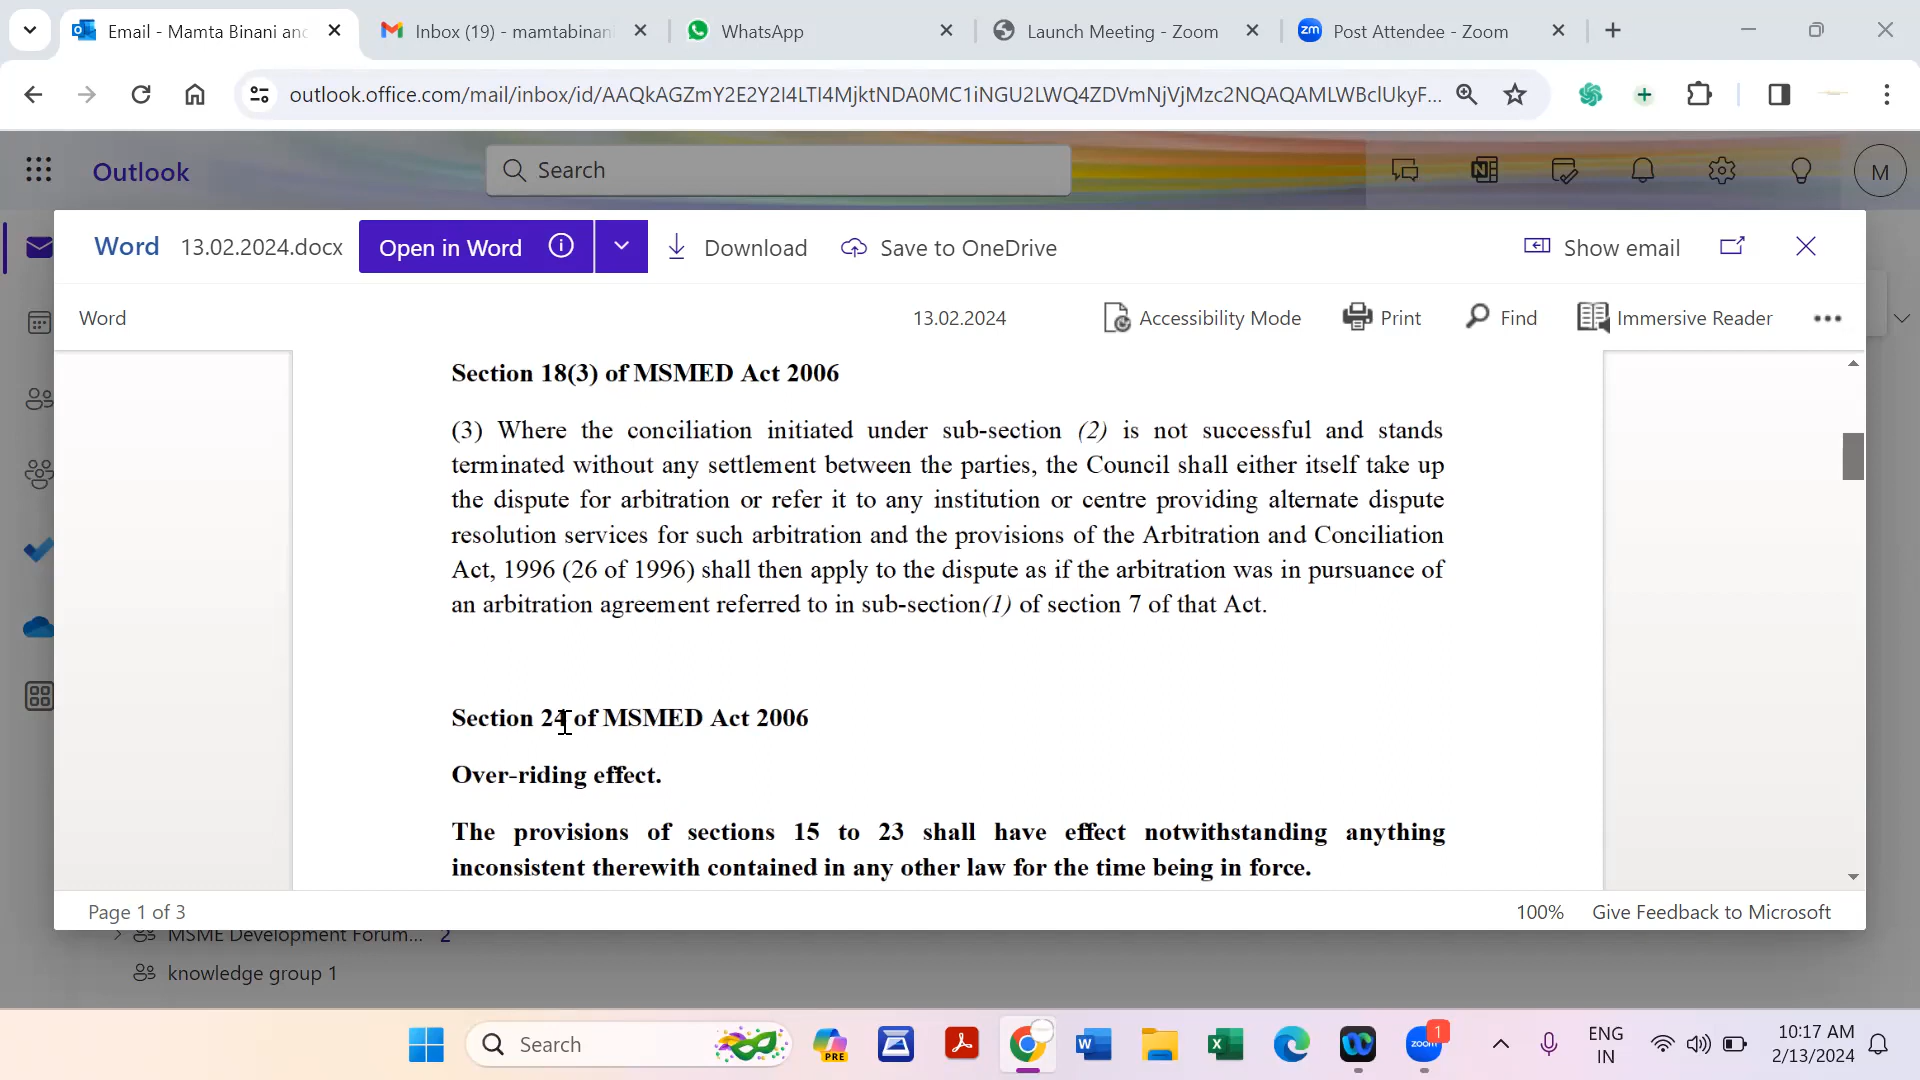 Email - Mamta Binani an
Inbox (19) - mamtabinan
WhatsApp
Launch Meeting - Zoom
zm
Post Attendee - Zoom
outlook.office.com/mail/inbox/id/AAQkAGZmY2E2Y2I4LTI4MjktNDA0MC1iNGU2LWQ4ZDVmNjVjMzc2NQAQAMLWBclUkyF...
Outlook
Search
M
Word
13.02.2024.docx
Open in Word
Download
Save to OneDrive
Show email
Word
13.02.2024
Accessibility Mode
Print
Find
Immersive Reader
Section 18(3) of MSMED Act 2006
(3) Where the conciliation initiated under sub-section (2) is not successful and stands
terminated without any settlement between the parties, the Council shall either itself take up
the dispute for arbitration or refer it to any institution or centre providing alternate dispute
resolution services for such arbitration and the provisions of the Arbitration and Conciliation
Act, 1996 (26 of 1996) shall then apply to the dispute as if the arbitration was in pursuance of
an arbitration agreement referred to in sub-section(1) of section 7 of that Act.
Section 24 of MSMED Act 2006
Over-riding effect.
The provisions of sections 15 to 23 shall have effect notwithstanding anything
inconsistent therewith contained in any other law for the time being in force.
Page 1 of 3
100%
Give Feedback to Microsoft
MSME Development Forum...
2
knowledge group 1
Search
PRE
W
X
zoom
1
ENG
IN
10:17 AM
2/13/2024